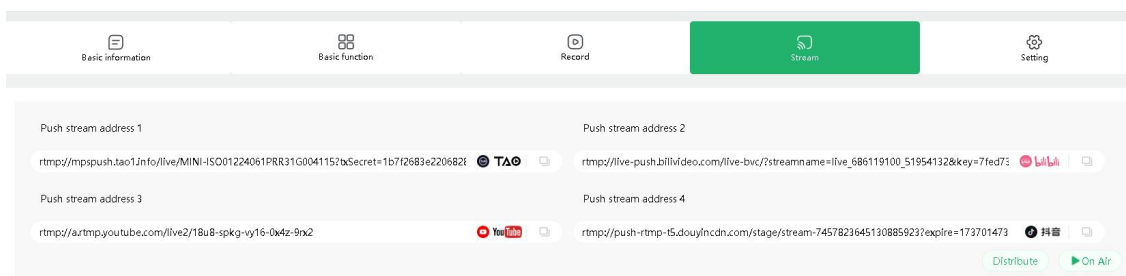 Basic information
Basic function
Record
Stream
Setting
Push stream address 1
Push stream address 2
rtmp://mpspush.tao1.info/live/MINI-ISO01224061PRR31G004115?txSecret=1b7f2683e2206828
TAO
rtmp://live-push.bilivideo.com/live-bvc/?streamname=live_686119100_51954132&key=7fed73
bilibili
Push stream address 3
Push stream address 4
rtmp://a.rtmp.youtube.com/live2/18u8-spkg-vy16-0x4z-9rx2
YouTube
rtmp://push-rtmp-t5.douyincdn.com/stage/stream-7457823645130885923?expire=173701473
抖音
Distribute
On Air